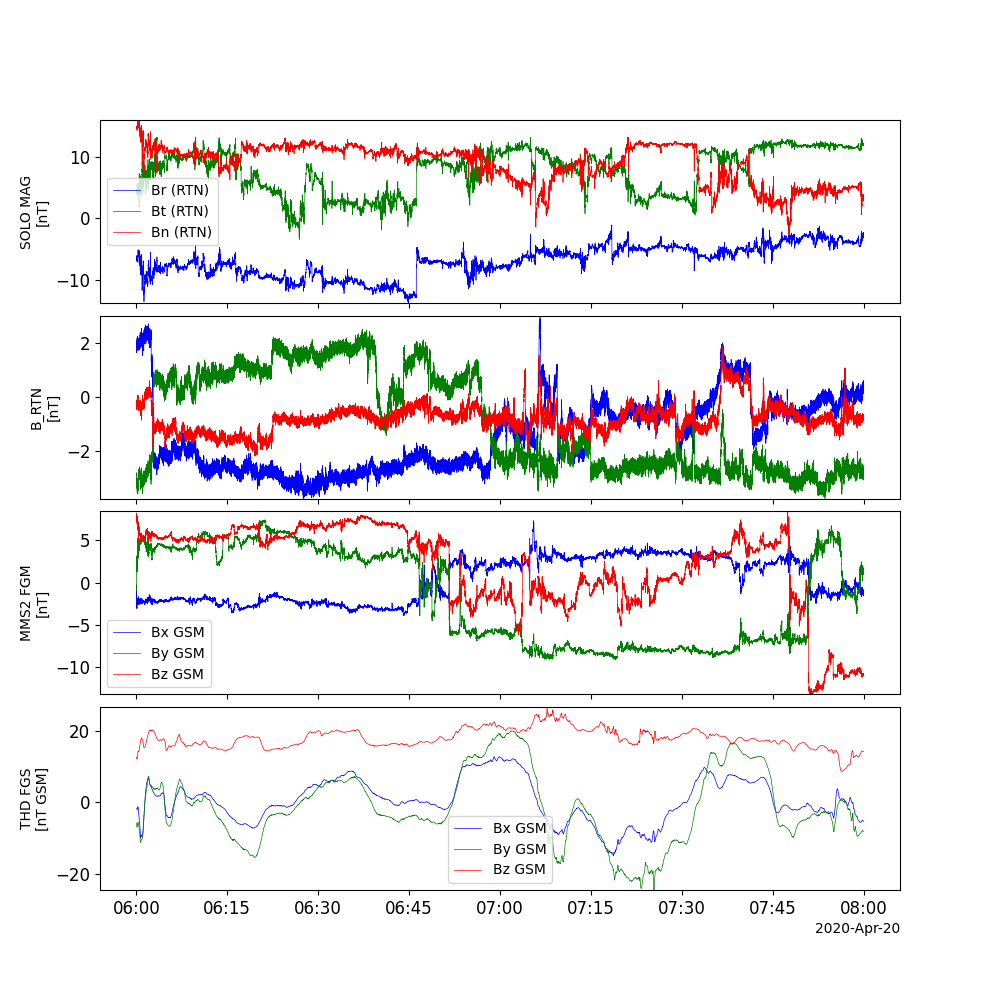 SOLO MAG
[nT]
10
0
−10
Br (RTN)
Bt (RTN)
Bn (RTN)
B_RTN
[nT]
2
0
−2
MMS2 FGM
[nT]
5
0
−5
−10
Bx GSM
By GSM
Bz GSM
THD FGS
[nT GSM]
20
0
−20
Bx GSM
By GSM
Bz GSM
06:00 06:15 06:30 06:45 07:00 07:15 07:30 07:45 08:00
2020-Apr-20